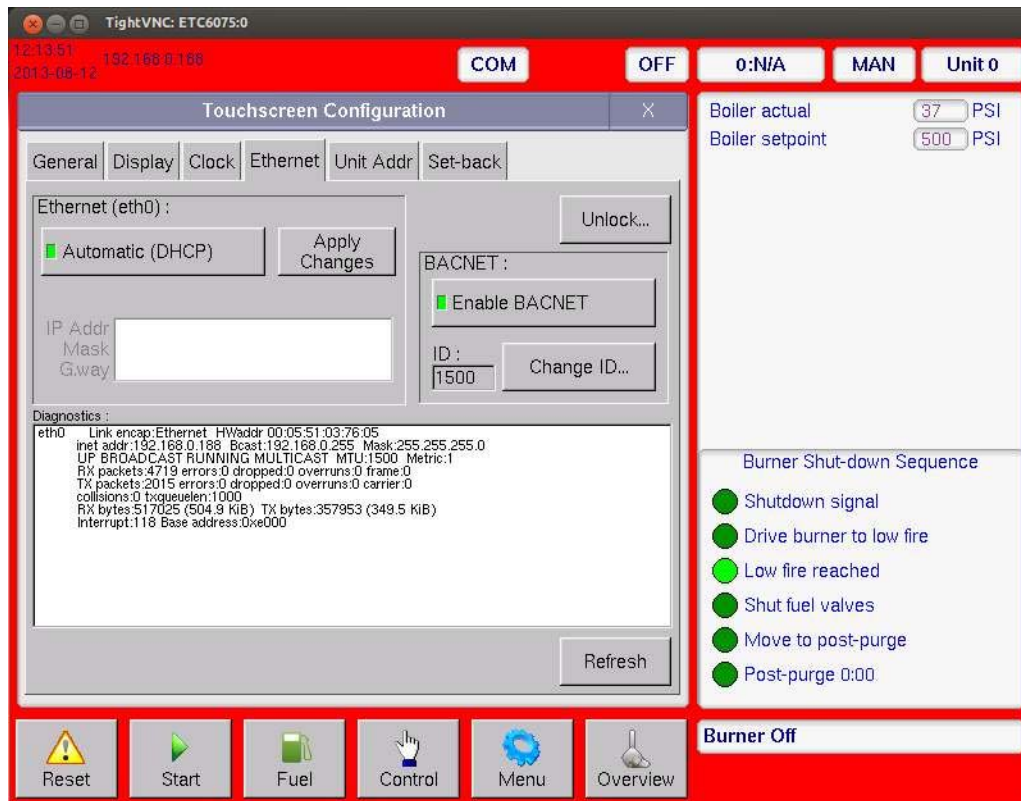 TightVNC: ETC6075:0
12:13:51
192.168.0.188
2013-08-12
COM
OFF
0:N/A
MAN
Unit 0
Touchscreen Configuration
X
General
Display
Clock
Ethernet
Unit Addr
Set-back
Ethernet (eth0) :
Automatic (DHCP)
Apply
Changes
Unlock...
BACNET :
Enable BACNET
IP Addr
Mask
G.way
ID :
1500
Change ID...
Diagnostics :
eth0 Link encap:Ethernet HWaddr 00:05:51:03:76:05
inet addr:192.168.0.188 Bcast:192.168.0.255 Mask:255.255.255.0
UP BROADCAST RUNNING MULTICAST MTU:1500 Metric:1
RX packets:4719 errors:0 dropped:0 overruns:0 frame:0
TX packets:2015 errors:0 dropped:0 overruns:0 carrier:0
collisions:0 txqueuelen:1000
RX bytes:517025 (504.9 KiB) TX bytes:357953 (349.5 KiB)
Interrupt:118 Base address:0xe000
Refresh
Boiler actual 37 PSI
Boiler setpoint 500 PSI
Burner Shut-down Sequence
Shutdown signal
Drive burner to low fire
Low fire reached
Shut fuel valves
Move to post-purge
Post-purge 0:00
Reset
Start
Fuel
Control
Menu
Overview
Burner Off